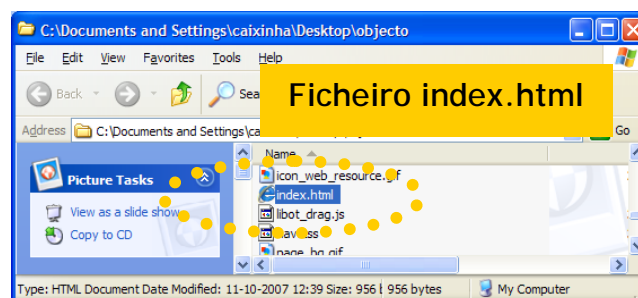 C:\Documents and Settings\caixinha\Desktop\objecto
File Edit View Favorites Tools Help
Back
Ficheiro index.html
Address C:\Documents and Settings\ Go
Name
Picture Tasks
icon_web_resource.gif
index.html
View as a slide show
libot_drag.js
Copy to CD
page_bg.gif
Type: HTML Document Date Modified: 11-10-2007 12:39 Size: 956 956 bytes My Computer